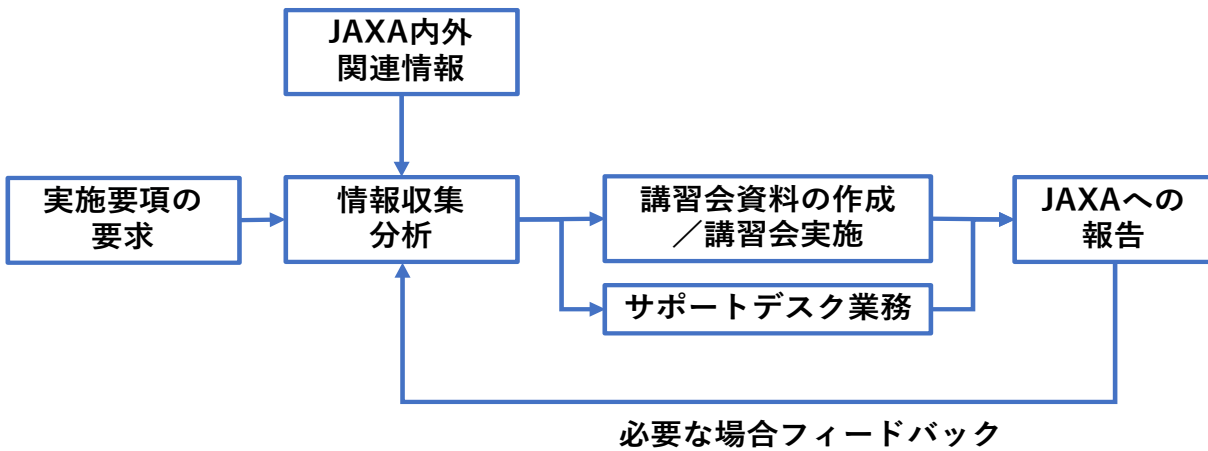 JAXA内外
関連情報
実施要項の
要求
情報収集
分析
講習会資料の作成
／講習会実施
サポートデスク業務
JAXAへの
報告
必要な場合フィードバック